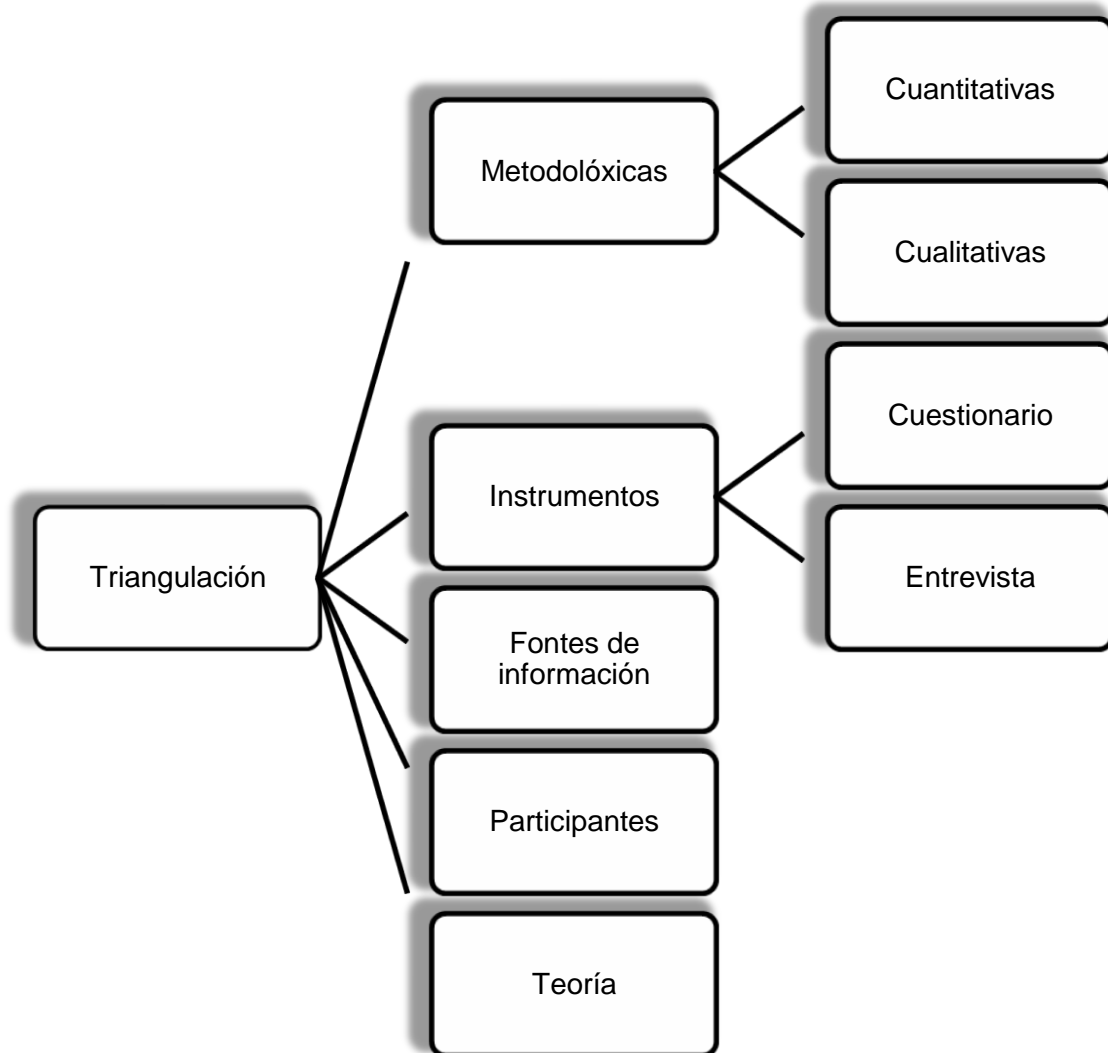 Cuantitativas
Metodolóxicas
Cualitativas
Cuestionario
Instrumentos
Triangulación
Entrevista
Fontes de
información
Participantes
Teoría